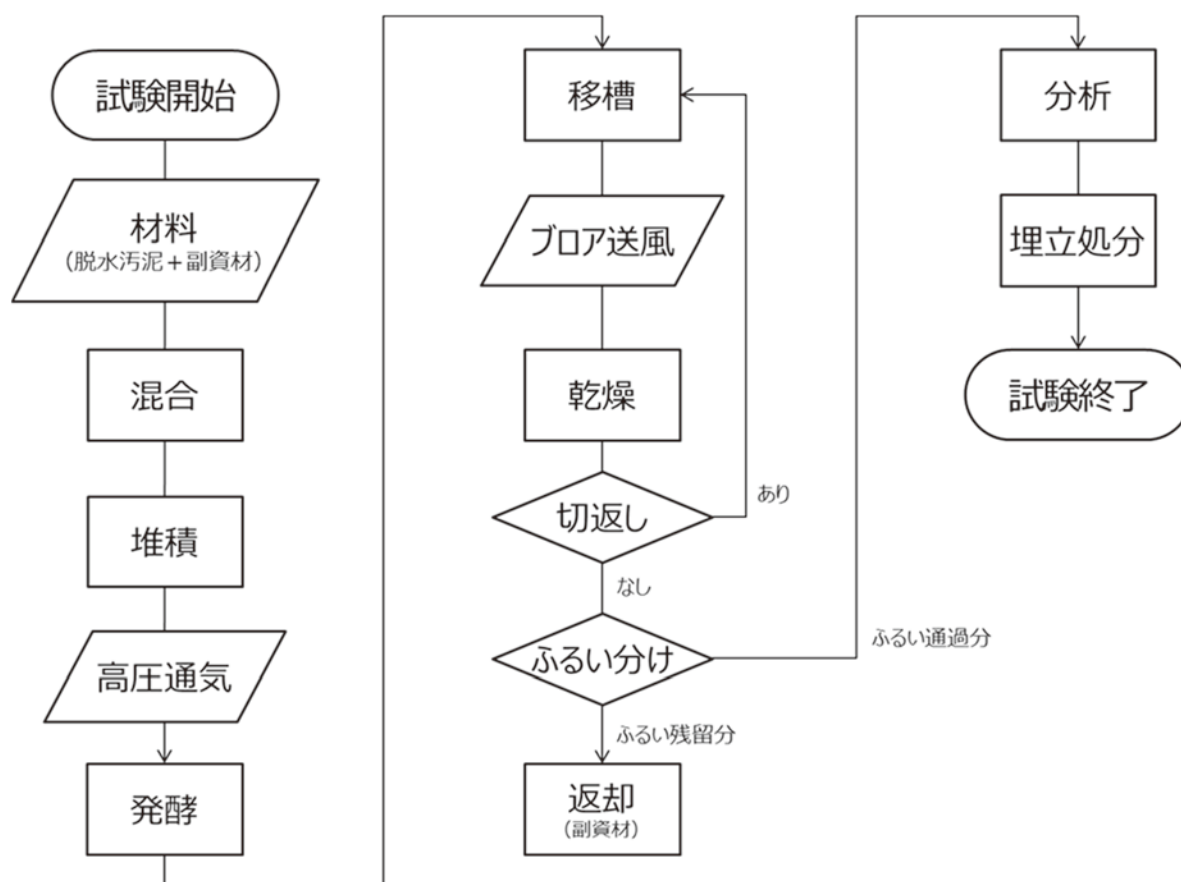 試験開始
材料
（脱水汚泥＋副資材）
混合
堆積
高圧通気
発酵
移槽
ブロア送風
乾燥
切返し
あり
なし
ふるい分け
ふるい通過分
ふるい残留分
返却
（副資材）
分析
埋立処分
試験終了